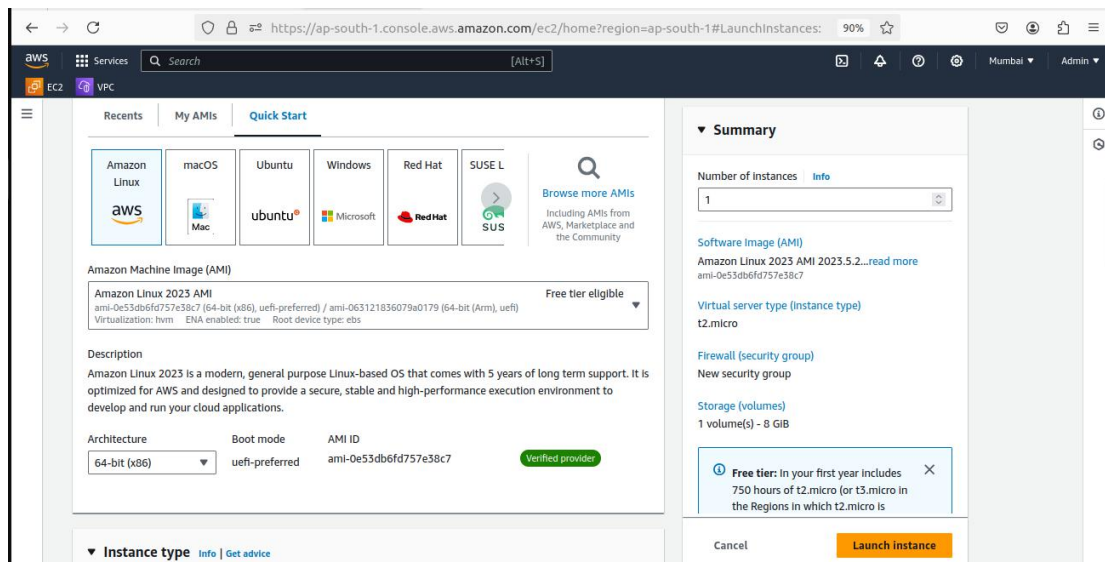 https://ap-south-1.console.aws.amazon.com/ec2/home?region=ap-south-1#LaunchInstances: 90%
aws Services Search [Alt+S] Mumbai Admin
EC2 VPC
Recents My AMIs Quick Start
Amazon Linux
aws
macOS
Mac
Ubuntu
ubuntu
Windows
Microsoft
Red Hat
Red Hat
SUSE L
SUS
Browse more AMIs
Including AMIs from
AWS, Marketplace and
the Community
Amazon Machine Image (AMI)
Amazon Linux 2023 AMI Free tier eligible
ami-0e53db6fd757e38c7 (64-bit (x86), uefi-preferred) / ami-063121836079a0179 (64-bit (Arm), uefi)
Virtualization: hvm ENA enabled: true Root device type: ebs
Description
Amazon Linux 2023 is a modern, general purpose Linux-based OS that comes with 5 years of long term support. It is
optimized for AWS and designed to provide a secure, stable and high-performance execution environment to
develop and run your cloud applications.
Architecture Boot mode AMI ID
64-bit (x86) uefi-preferred ami-0e53db6fd757e38c7 Verified provider
Instance type Info | Get advice
Summary
Number of instances Info
1
Software Image (AMI)
Amazon Linux 2023 AMI 2023.5.2...read more
ami-0e53db6fd757e38c7
Virtual server type (instance type)
t2.micro
Firewall (security group)
New security group
Storage (volumes)
1 volume(s) - 8 GiB
Free tier: In your first year includes
750 hours of t2.micro (or t3.micro in
the Regions in which t2.micro is
Cancel Launch instance